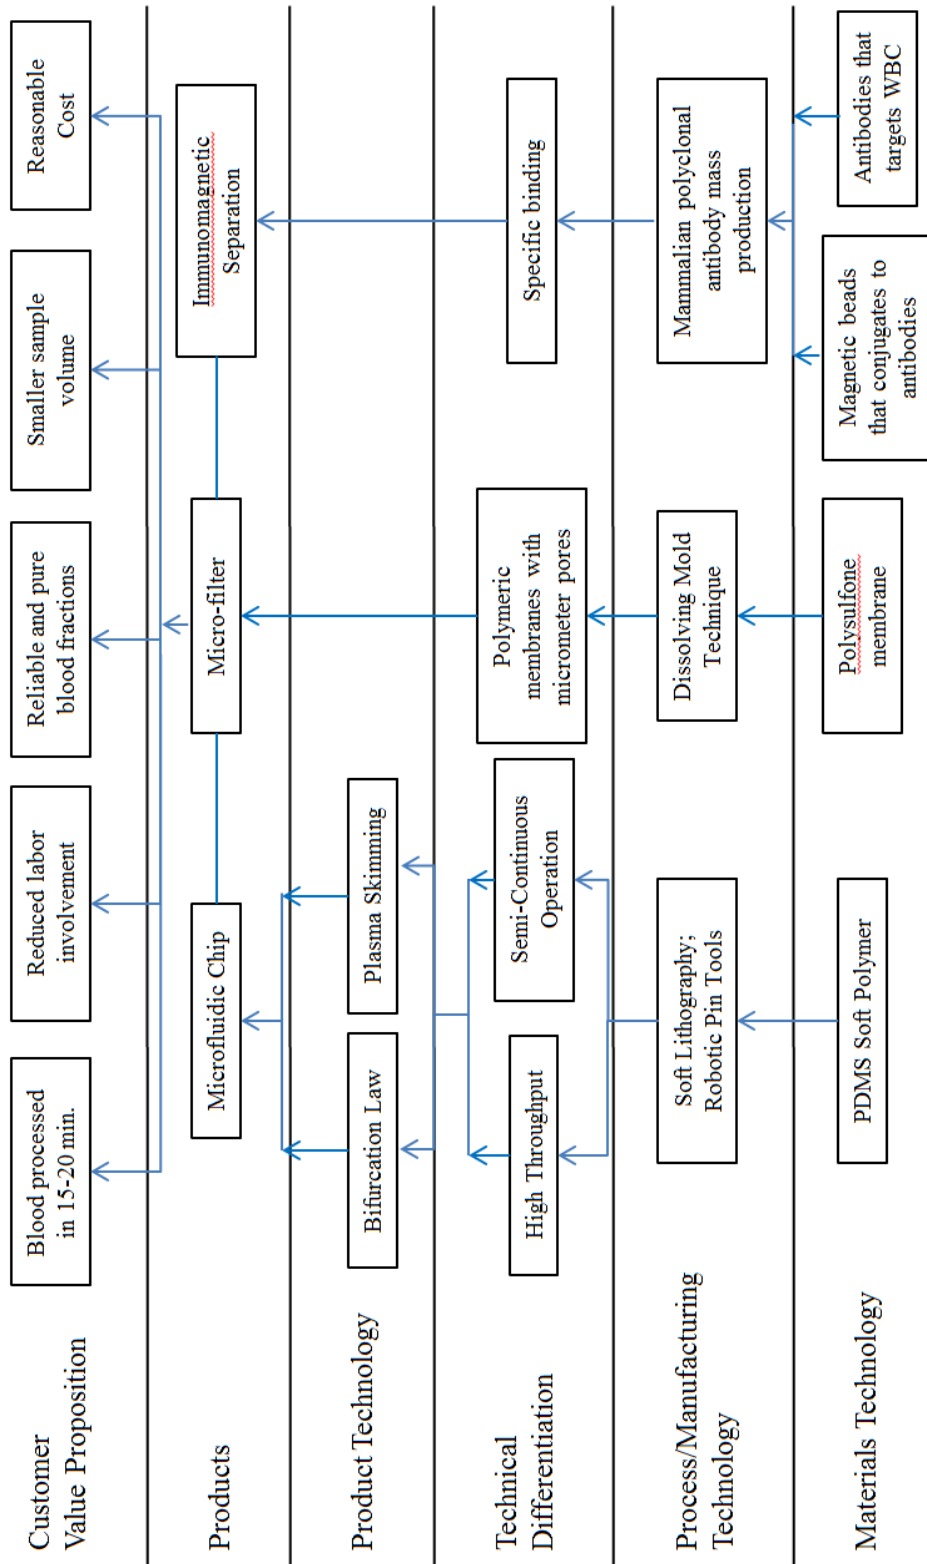 Customer
Value Proposition
Blood processed
in 15-20 min.
Reduced labor
involvement
Reliable and pure
blood fractions
Smaller sample
volume
Reasonable
Cost
Products
Microfluidic Chip
Micro-filter
Immunomagnetic
Separation
Product Technology
Bifurcation Law
Plasma Skimming
Technical
Differentiation
High Throughput
Semi-Continuous
Operation
Polymeric
membranes with
micrometer pores
Specific binding
Process/Manufacturing
Technology
Soft Lithography;
Robotic Pin Tools
Dissolving Mold
Technique
Mammalian polyclonal
antibody mass
production
Materials Technology
PDMS Soft Polymer
Polysulfone
membrane
Magnetic beads
that conjugates to
antibodies
Antibodies that
targets WBC